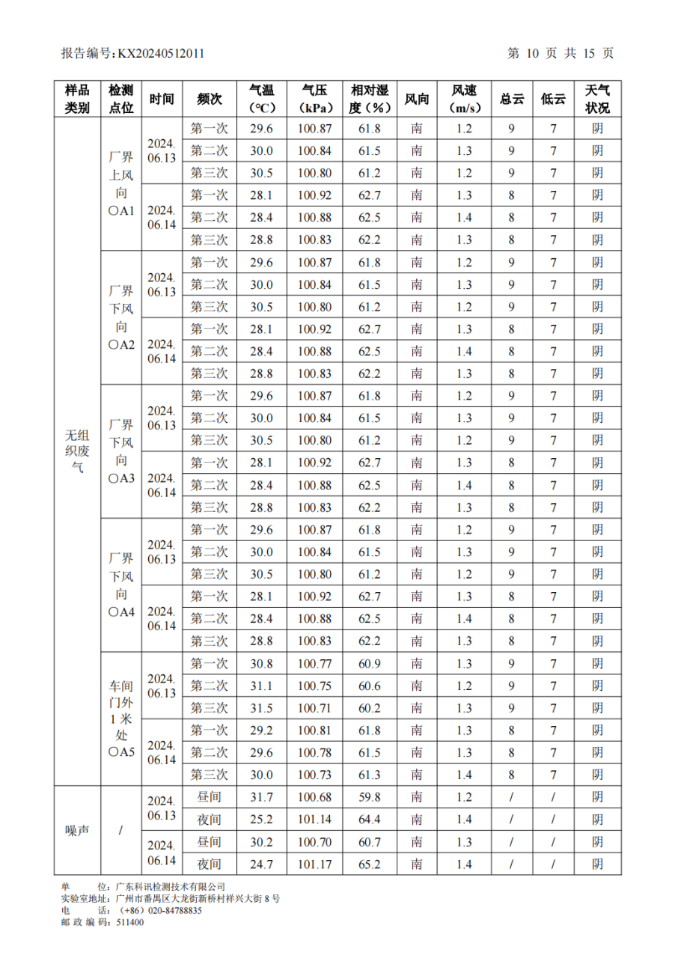 报告编号:KX20240512011 第 10 页 共 15 页
样品类别 检测点位 时间 频次 气温（℃） 气压（kPa） 相对湿度（%） 风向 风速（m/s） 总云 低云 天气状况
无组织废气 厂界上风向〇A1 2024.06.13 第一次 29.6 100.87 61.8 南 1.2 9 7 阴
第二次 30.0 100.84 61.5 南 1.3 9 7 阴
第三次 30.5 100.80 61.2 南 1.2 9 7 阴
2024.06.14 第一次 28.1 100.92 62.7 南 1.3 8 7 阴
第二次 28.4 100.88 62.5 南 1.4 8 7 阴
第三次 28.8 100.83 62.2 南 1.3 8 7 阴
厂界下风向〇A2 2024.06.13 第一次 29.6 100.87 61.8 南 1.2 9 7 阴
第二次 30.0 100.84 61.5 南 1.3 9 7 阴
第三次 30.5 100.80 61.2 南 1.2 9 7 阴
2024.06.14 第一次 28.1 100.92 62.7 南 1.3 8 7 阴
第二次 28.4 100.88 62.5 南 1.4 8 7 阴
第三次 28.8 100.83 62.2 南 1.3 8 7 阴
厂界下风向〇A3 2024.06.13 第一次 29.6 100.87 61.8 南 1.2 9 7 阴
第二次 30.0 100.84 61.5 南 1.3 9 7 阴
第三次 30.5 100.80 61.2 南 1.2 9 7 阴
2024.06.14 第一次 28.1 100.92 62.7 南 1.3 8 7 阴
第二次 28.4 100.88 62.5 南 1.4 8 7 阴
第三次 28.8 100.83 62.2 南 1.3 8 7 阴
厂界下风向〇A4 2024.06.13 第一次 29.6 100.87 61.8 南 1.2 9 7 阴
第二次 30.0 100.84 61.5 南 1.3 9 7 阴
第三次 30.5 100.80 61.2 南 1.2 9 7 阴
2024.06.14 第一次 28.1 100.92 62.7 南 1.3 8 7 阴
第二次 28.4 100.88 62.5 南 1.4 8 7 阴
第三次 28.8 100.83 62.2 南 1.3 8 7 阴
车间门外1米处〇A5 2024.06.13 第一次 30.8 100.77 60.9 南 1.3 9 7 阴
第二次 31.1 100.75 60.6 南 1.2 9 7 阴
第三次 31.5 100.71 60.2 南 1.3 9 7 阴
2024.06.14 第一次 29.2 100.81 61.8 南 1.3 8 7 阴
第二次 29.6 100.78 61.5 南 1.3 8 7 阴
第三次 30.0 100.73 61.3 南 1.4 8 7 阴
噪声 / 2024.06.13 昼间 31.7 100.68 59.8 南 1.2 / / 阴
夜间 25.2 101.14 64.4 南 1.4 / / 阴
2024.06.14 昼间 30.2 100.70 60.7 南 1.3 / / 阴
夜间 24.7 101.17 65.2 南 1.4 / / 阴
单 位：广东科讯检测技术有限公司
实验室地址：广州市番禺区大龙街新桥村祥兴大街 8 号
电 话：（+86）020-84788835
邮 政 编 码：511400